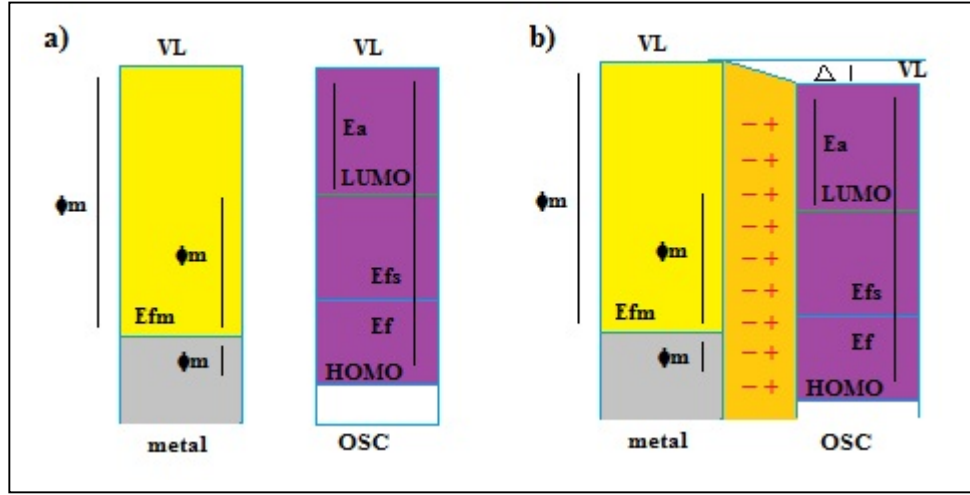 a)
VL
VL
Ea
LUMO
Φm
Φm
Efs
Efm
Ef
Φm
HOMO
metal
OSC
b)
VL
Δ
VL
- +
- +
- +
- +
- +
- +
- +
- +
- +
Ea
LUMO
Φm
Φm
Efs
Efm
Ef
Φm
HOMO
metal
OSC